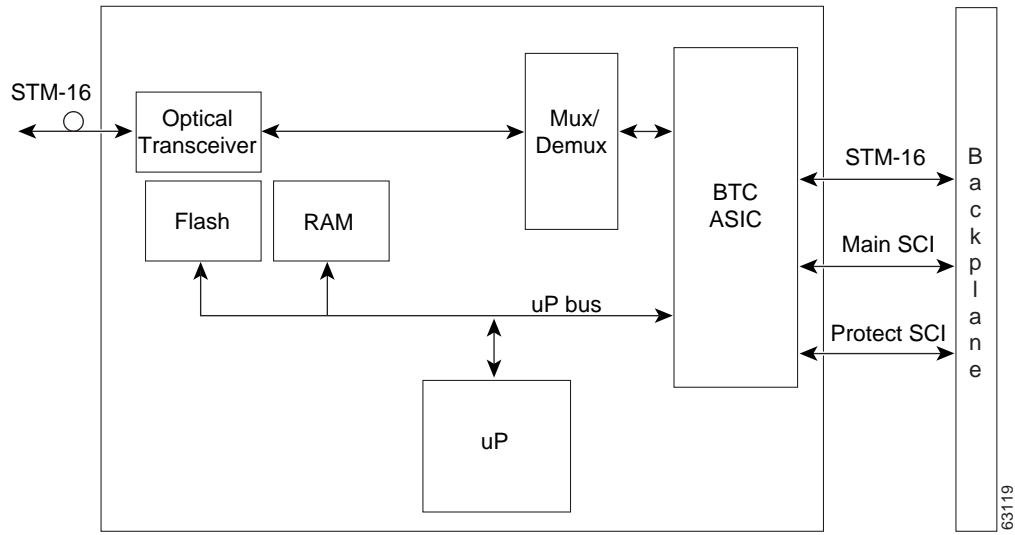 STM-16
Optical
Transceiver
Mux/
Demux
BTC
ASIC
STM-16
Main SCI
Protect SCI
Backplane
Flash
RAM
uP bus
uP
63119